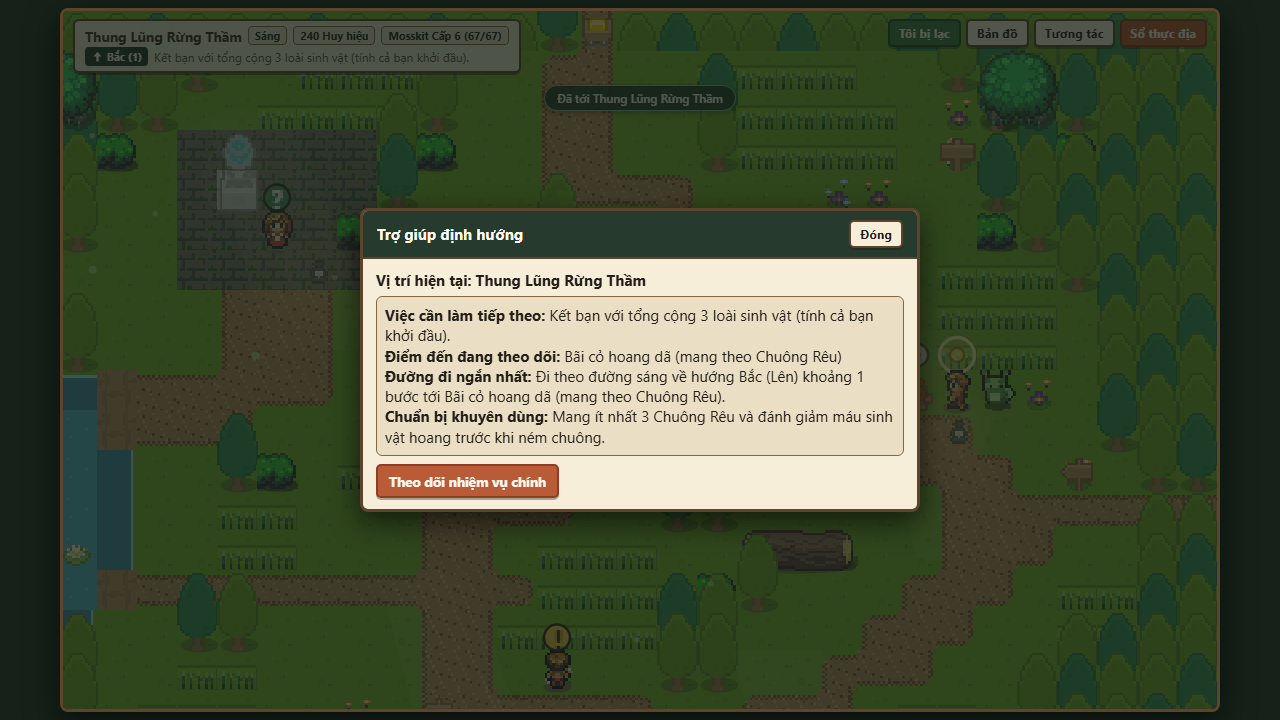 Thung Lũng Rừng Thầm Sáng 240 Huy hiệu Mosskit Cấp 6 (67/67)
↑ Bắc (1) Kết bạn với tổng cộng 3 loài sinh vật (tính cả bạn khởi đầu).
Tôi bị lạc Bản đồ Tương tác Sổ thực địa
Đã tới Thung Lũng Rừng Thầm
?
Trợ giúp định hướng Đóng
Vị trí hiện tại: Thung Lũng Rừng Thầm
Việc cần làm tiếp theo: Kết bạn với tổng cộng 3 loài sinh vật (tính cả bạn
khởi đầu).
Điểm đến đang theo dõi: Bãi cỏ hoang dã (mang theo Chuông Rêu)
Đường đi ngắn nhất: Đi theo đường sáng về hướng Bắc (Lên) khoảng 1
bước tới Bãi cỏ hoang dã (mang theo Chuông Rêu).
Chuẩn bị khuyên dùng: Mang ít nhất 3 Chuông Rêu và đánh giảm máu sinh
vật hoang trước khi ném chuông.
Theo dõi nhiệm vụ chính
!